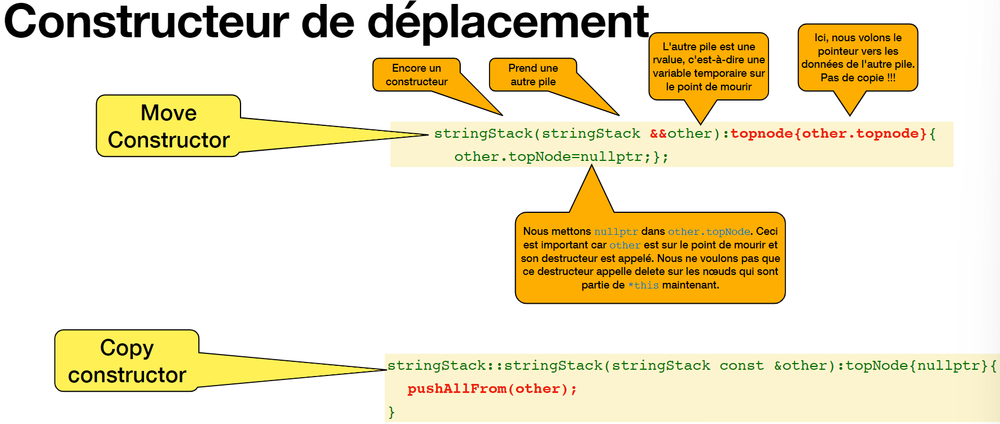 Constructeur de déplacement
Encore un
constructeur
Prend une
autre pile
L'autre pile est une
rvalue, c'est-à-dire une
variable temporaire sur
le point de mourir
Ici, nous volons le
pointeur vers les
données de l'autre pile.
Pas de copie !!!
Move
Constructor
stringStack(stringStack &&other):topnode{other.topnode}{
other.topNode=nullptr;};
Nous mettons nullptr dans other.topNode. Ceci
est important car other est sur le point de mourir et
son destructeur est appelé. Nous ne voulons pas que
ce destructeur appelle delete sur les nœuds qui sont
partie de *this maintenant.
Copy
constructor
stringStack::stringStack(stringStack const &other):topNode{nullptr}{
pushAllFrom(other);
}